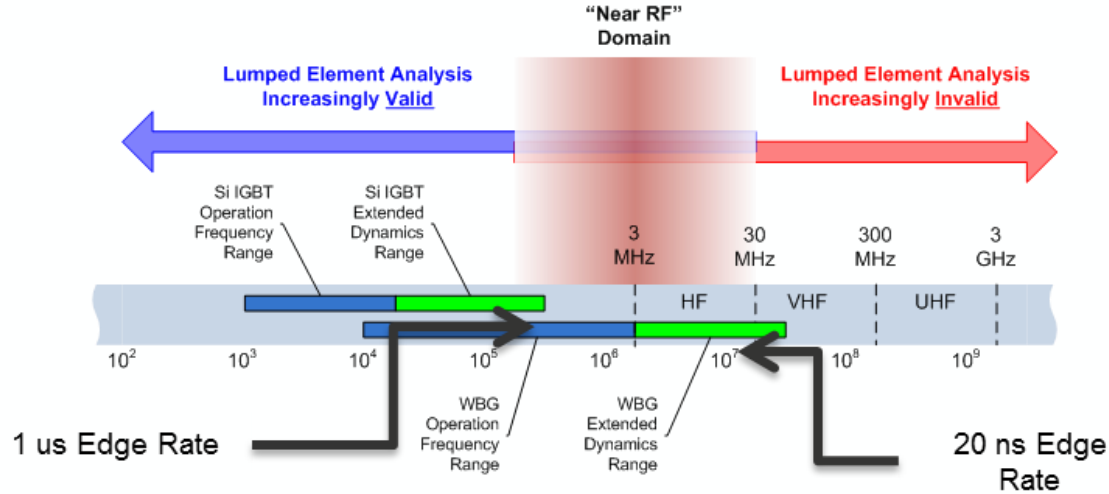 “Near RF”
Domain
Lumped Element Analysis
Increasingly Valid
Lumped Element Analysis
Increasingly Invalid
Si IGBT
Operation
Frequency
Range
Si IGBT
Extended
Dynamics
Range
3
MHz
30
MHz
300
MHz
3
GHz
HF
VHF
UHF
10²
10³
10⁴
10⁵
10⁶
10⁷
10⁸
10⁹
WBG
Operation
Frequency
Range
WBG
Extended
Dynamics
Range
1 us Edge Rate
20 ns Edge
Rate